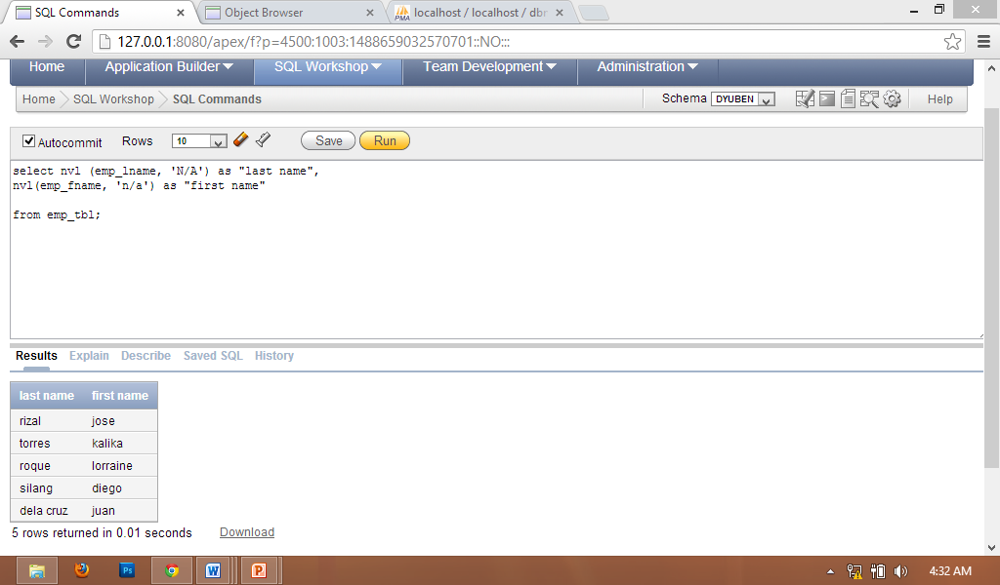 SQL Commands
Object Browser
localhost / localhost / dbn
127.0.0.1:8080/apex/f?p=4500:1003:1488659032570701::NO:::
Home Application Builder SQL Workshop Team Development Administration
Home SQL Workshop SQL Commands Schema DYUBEN Help
Autocommit Rows 10 Save Run
select nvl (emp_lname, 'N/A') as "last name",
nvl(emp_fname, 'n/a') as "first name"
from emp_tbl;
Results Explain Describe Saved SQL History
last name first name
rizal jose
torres kalika
roque lorraine
silang diego
dela cruz juan
5 rows returned in 0.01 seconds Download
4:32 AM